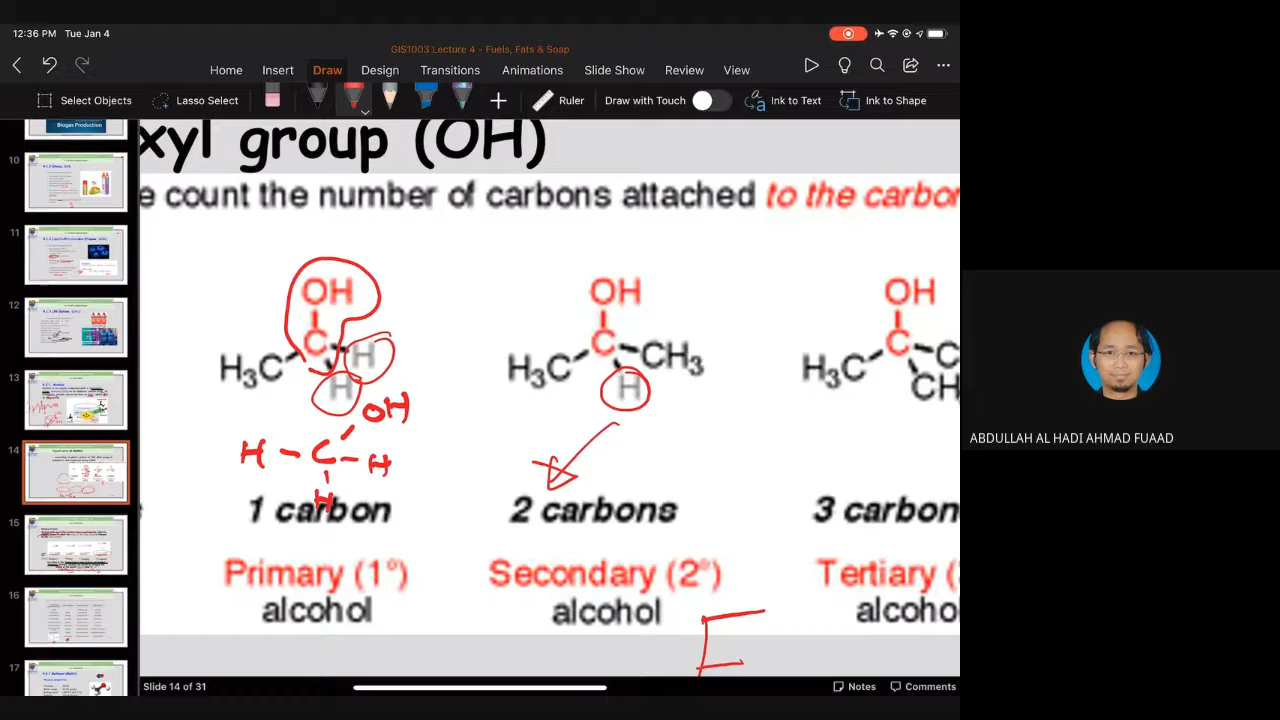 12:36 PM Tue Jan 4
GIS1003 Lecture 4 - Fuels, Fats & Soap
Home Insert Draw Design Transitions Animations Slide Show Review View
Select Objects Lasso Select Ruler Draw with Touch Ink to Text Ink to Shape
xyl group (OH)
e count the number of carbons attached to the carbon
OH OH OH
C H C CH3 C C
H3C H H3C H H3C CH
OH
H C H
H
1 carbon 2 carbons 3 carbon
Primary (1°) Secondary (2°) Tertiary (
alcohol alcohol alcoho
E
Biogas Production
10
11
12
13
14
15
16
17
Slide 14 of 31 Notes Comments
ABDULLAH AL HADI AHMAD FUAAD